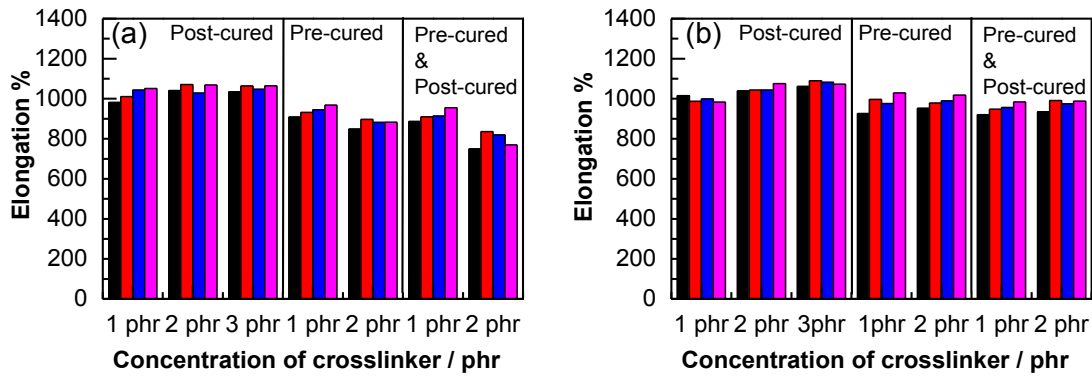 (a)
Post-cured
Pre-cured
Pre-cured
&
Post-cured
Elongation %
1400
1200
1000
800
600
400
200
0
1 phr 2 phr 3 phr 1 phr 2 phr 1 phr 2 phr
Concentration of crosslinker / phr
(b)
Post-cured
Pre-cured
Pre-cured
&
Post-cured
Elongation %
1400
1200
1000
800
600
400
200
0
1 phr 2 phr 3phr 1phr 2 phr 1 phr 2 phr
Concentration of crosslinker / phr